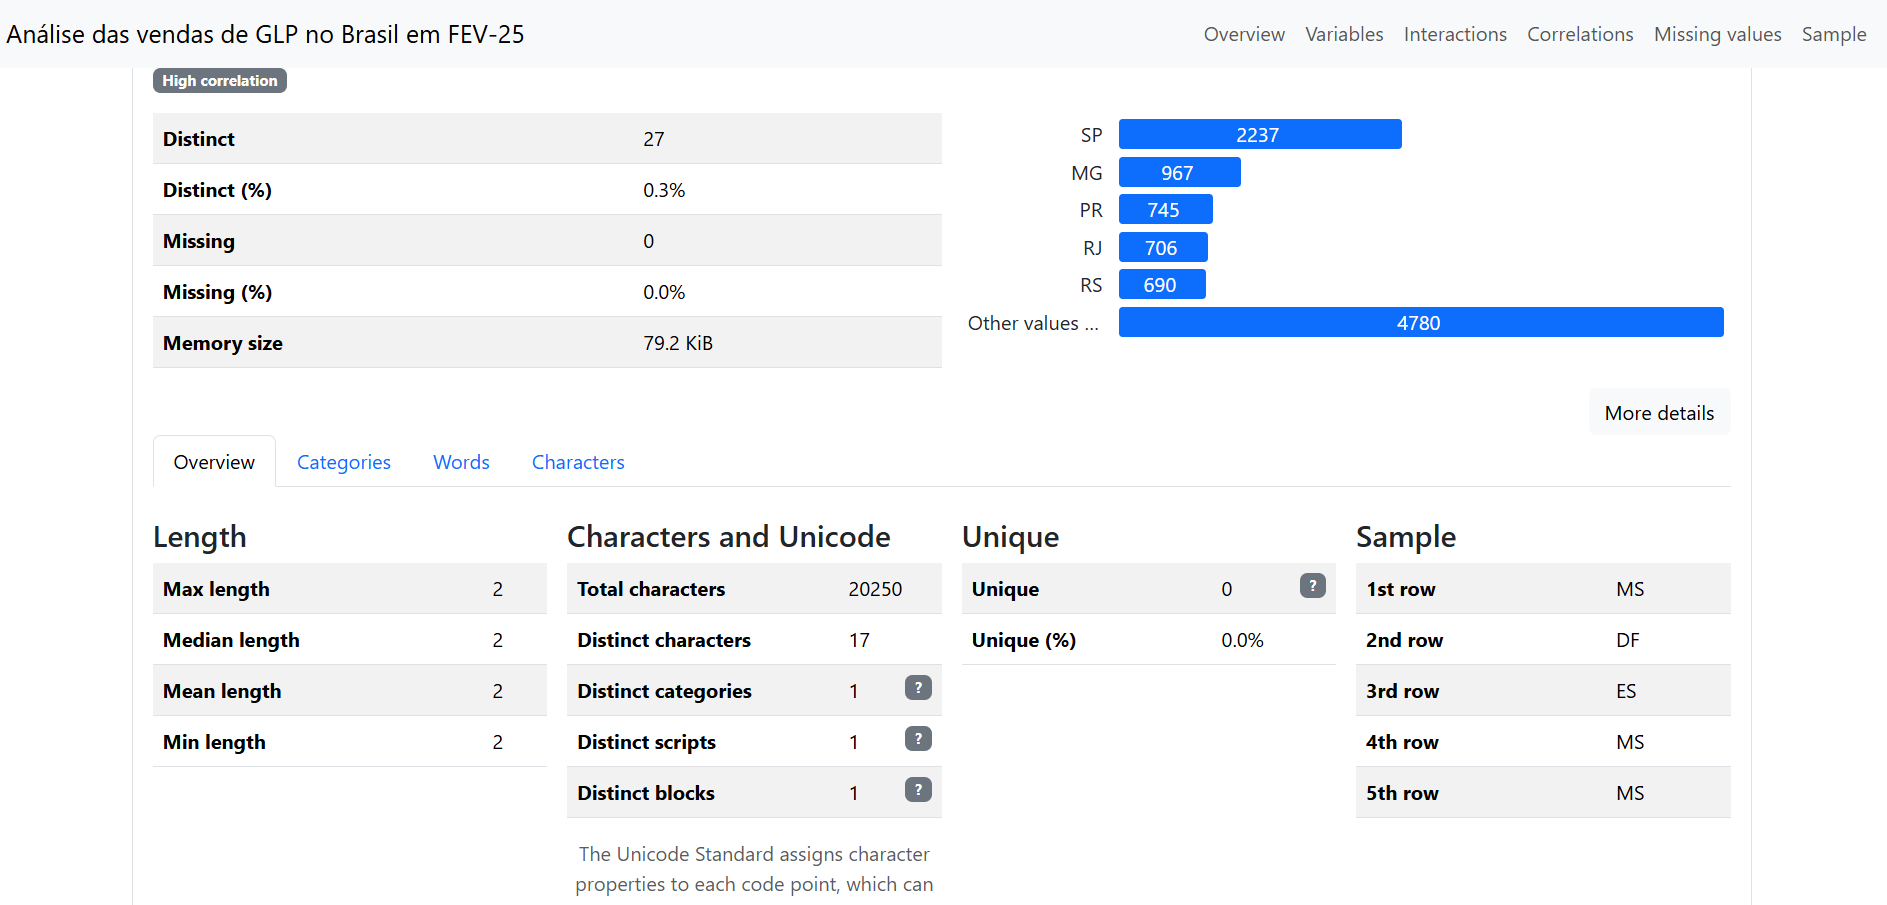 Análise das vendas de GLP no Brasil em FEV-25
Overview Variables Interactions Correlations Missing values Sample
High correlation
Distinct 27
Distinct (%) 0.3%
Missing 0
Missing (%) 0.0%
Memory size 79.2 KiB
SP 2237
MG 967
PR 745
RJ 706
RS 690
Other values ... 4780
More details
Overview Categories Words Characters
Length
Max length 2
Median length 2
Mean length 2
Min length 2
Characters and Unicode
Total characters 20250
Distinct characters 17
Distinct categories 1 ?
Distinct scripts 1 ?
Distinct blocks 1 ?
The Unicode Standard assigns character
properties to each code point, which can
Unique
Unique 0 ?
Unique (%) 0.0%
Sample
1st row MS
2nd row DF
3rd row ES
4th row MS
5th row MS